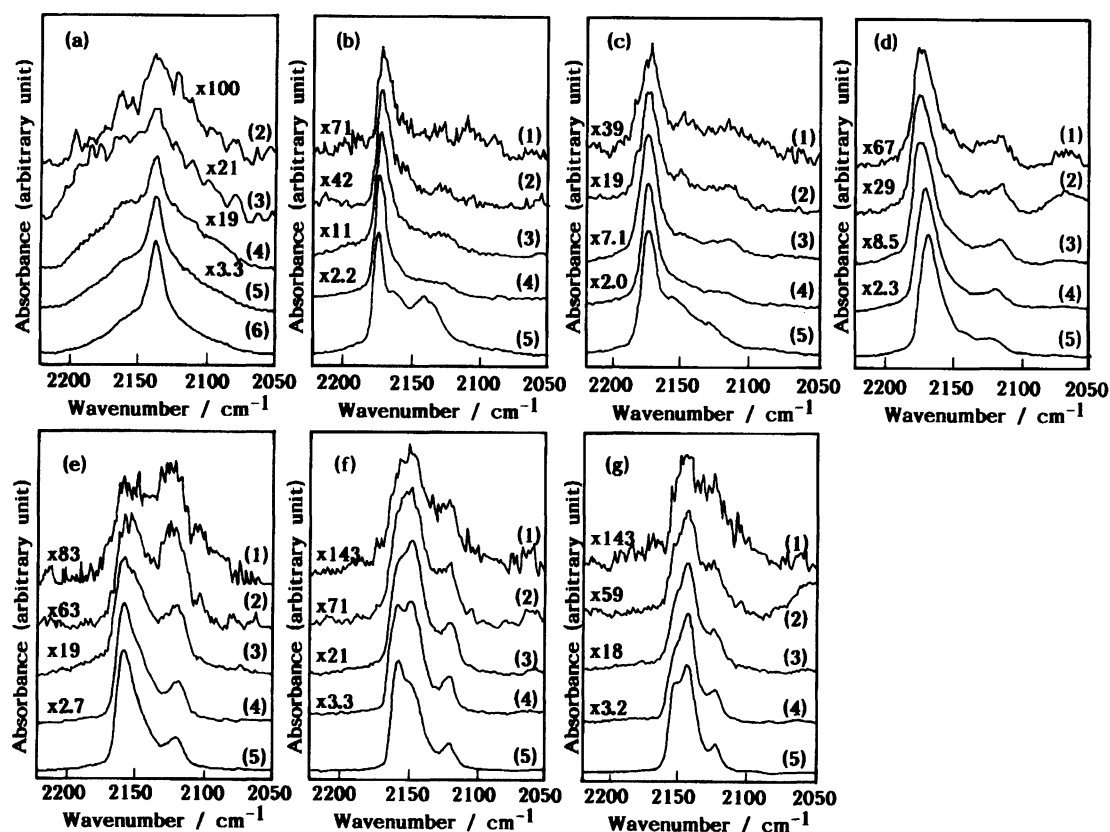 Absorbance (arbitrary unit)
(a)
x100
(2)
x21
(3)
x19
(4)
x3.3
(5)
(6)
2200 2150 2100 2050
Wavenumber / cm⁻¹
Absorbance (arbitrary unit)
(b)
x71
(1)
x42
(2)
x11
(3)
x2.2
(4)
(5)
2200 2150 2100 2050
Wavenumber / cm⁻¹
Absorbance (arbitrary unit)
(c)
x39
(1)
x19
(2)
x7.1
(3)
x2.0
(4)
(5)
2200 2150 2100 2050
Wavenumber / cm⁻¹
Absorbance (arbitrary unit)
(d)
x67
(1)
x29
(2)
x8.5
(3)
x2.3
(4)
(5)
2200 2150 2100 2050
Wavenumber / cm⁻¹
Absorbance (arbitrary unit)
(e)
x83
(1)
x63
(2)
x19
(3)
x2.7
(4)
(5)
2200 2150 2100 2050
Wavenumber / cm⁻¹
Absorbance (arbitrary unit)
(f)
x143
(1)
x71
(2)
x21
(3)
x3.3
(4)
(5)
2200 2150 2100 2050
Wavenumber / cm⁻¹
Absorbance (arbitrary unit)
(g)
x143
(1)
x59
(2)
x18
(3)
x3.2
(4)
(5)
2200 2150 2100 2050
Wavenumber / cm⁻¹